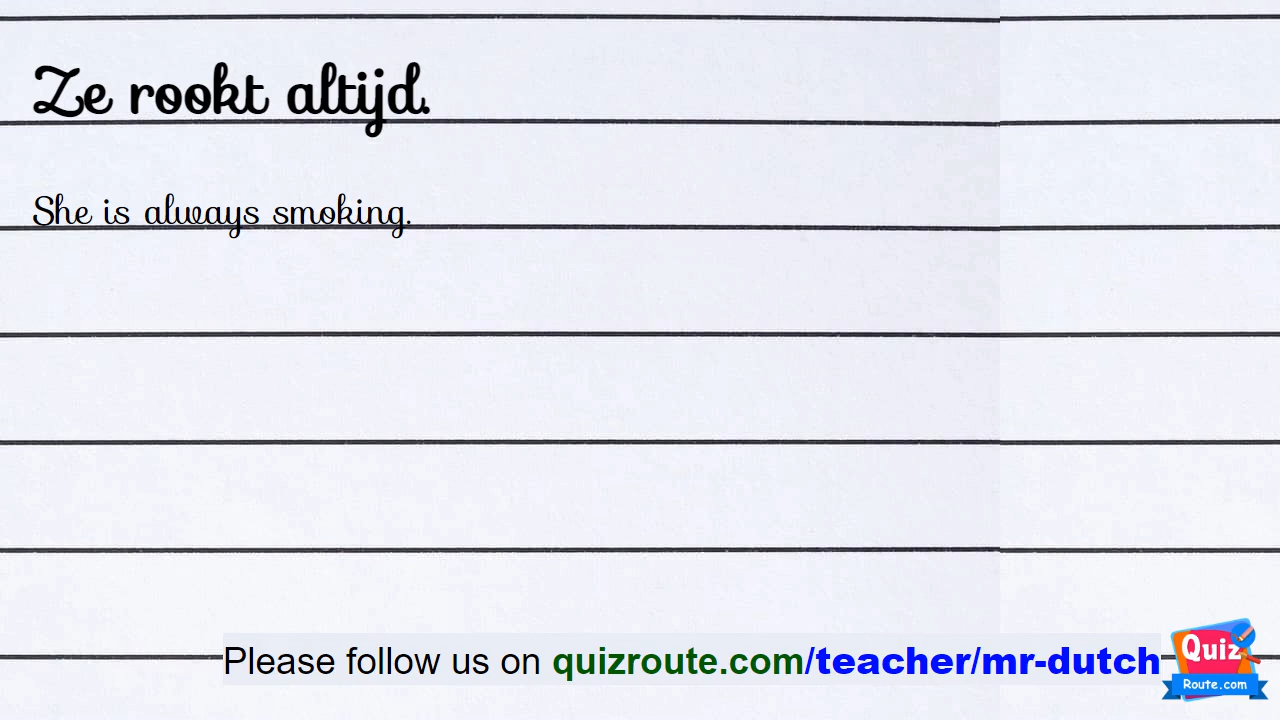 Ze rookt altijd.
She is always smoking.
Please follow us on quizroute.com/teacher/mr-dutch
Quiz
Route.com